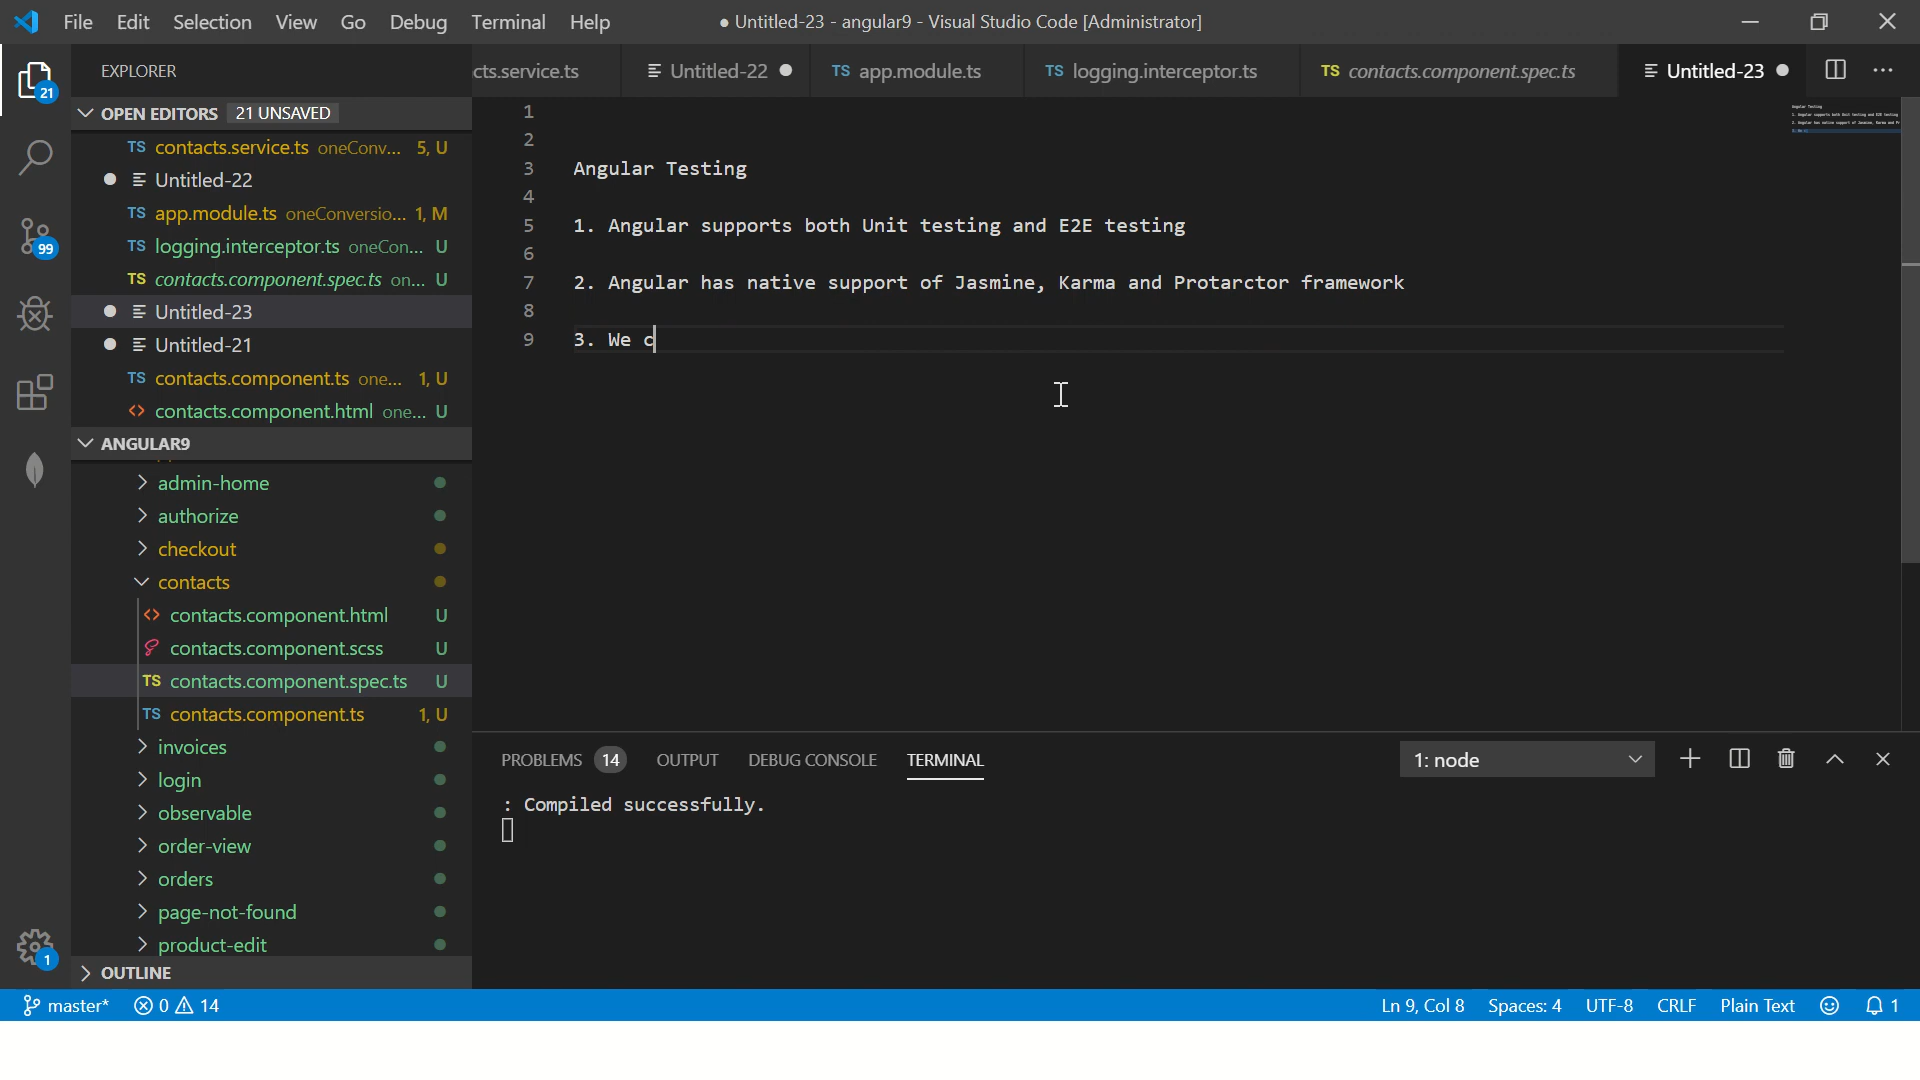 File Edit Selection View Go Debug Terminal Help
● Untitled-23 - angular9 - Visual Studio Code [Administrator]
EXPLORER
cts.service.ts
Untitled-22
TS app.module.ts
TS logging.interceptor.ts
TS contacts.component.spec.ts
Untitled-23
21
OPEN EDITORS 21 UNSAVED
TS contacts.service.ts oneConv... 5, U
Untitled-22
TS app.module.ts oneConversio... 1, M
TS logging.interceptor.ts oneCon... U
TS contacts.component.spec.ts on... U
Untitled-23
Untitled-21
TS contacts.component.ts one... 1, U
<> contacts.component.html one... U
99
ANGULAR9
admin-home
authorize
checkout
contacts
<> contacts.component.html U
contacts.component.scss U
TS contacts.component.spec.ts U
TS contacts.component.ts 1, U
invoices
login
observable
order-view
orders
page-not-found
product-edit
OUTLINE
1
1
2
3 Angular Testing
4
5 1. Angular supports both Unit testing and E2E testing
6
7 2. Angular has native support of Jasmine, Karma and Protarctor framework
8
9 3. We c
PROBLEMS 14 OUTPUT DEBUG CONSOLE TERMINAL
1: node
: Compiled successfully.
master* 0 14
Ln 9, Col 8 Spaces: 4 UTF-8 CRLF Plain Text 1